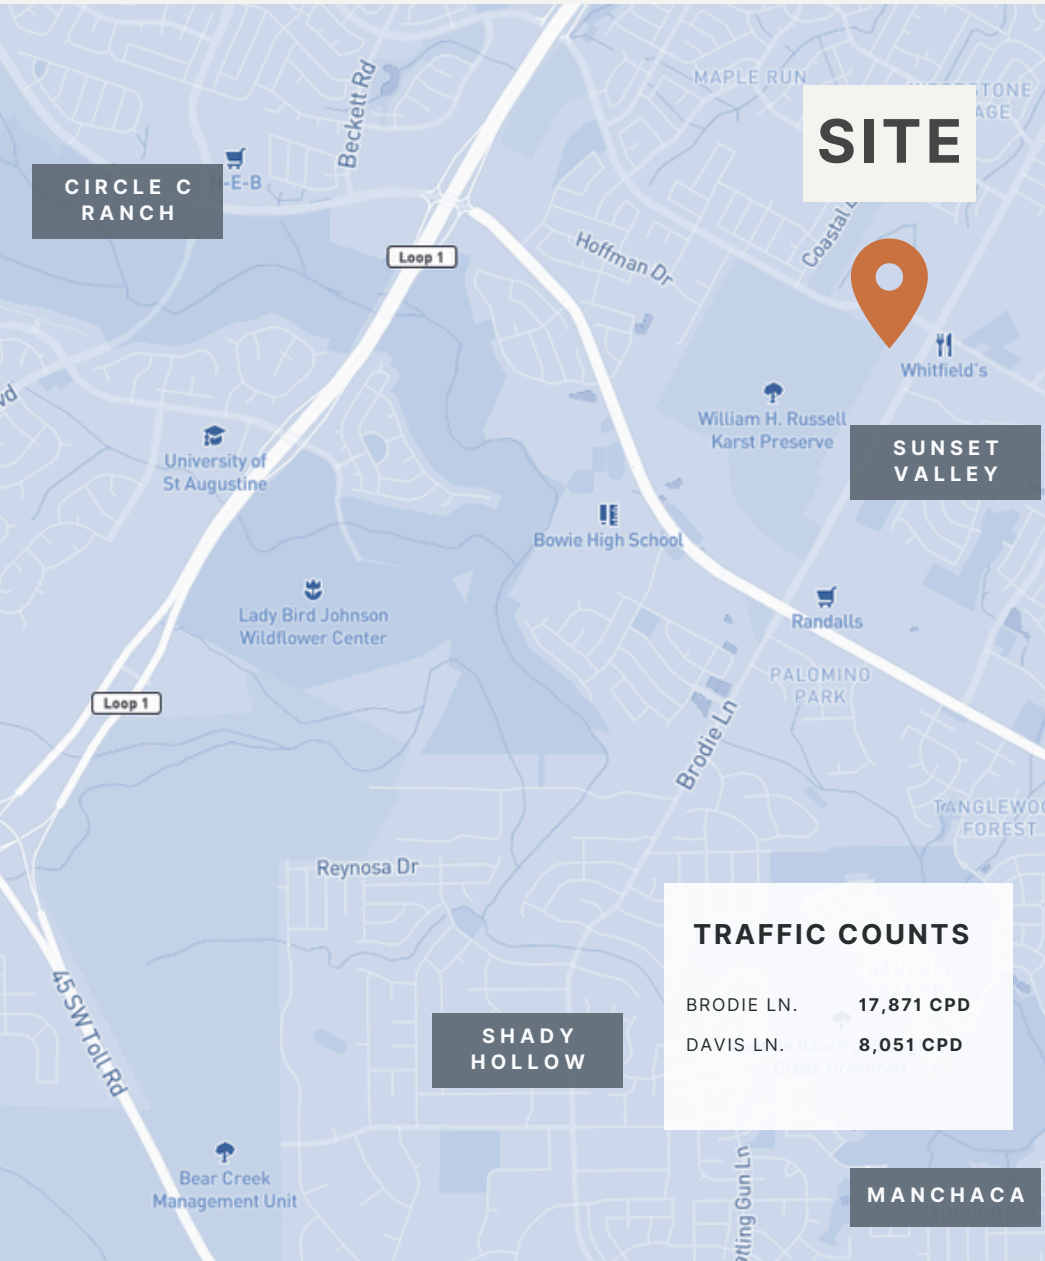 MAPLE RUN
SITE
Beckett Rd
H-E-B
CIRCLE C
RANCH
Hoffman Dr
Loop 1
Whitfield's
William H. Russell
Karst Preserve
SUNSET
VALLEY
University of
St Augustine
Bowie High School
Lady Bird Johnson
Wildflower Center
Randalls
PALOMINO
PARK
Loop 1
Brodie Ln
FOREST
Reynosa Dr
TRAFFIC COUNTS
BRODIE LN. 17,871 CPD
DAVIS LN. 8,051 CPD
45 SW Toll Rd
SHADY
HOLLOW
Bear Creek
Management Unit
Gun Ln
MANCHACA